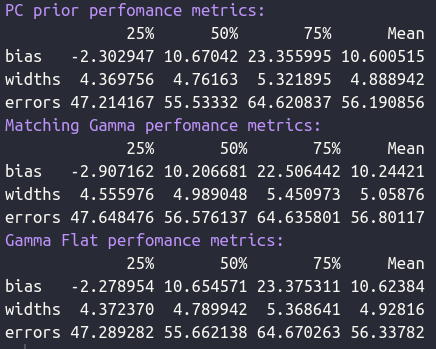 PC prior perfomance metrics:
25% 50% 75% Mean
bias -2.302947 10.67042 23.355995 10.600515
widths 4.369756 4.76163 5.321895 4.888942
errors 47.214167 55.53332 64.620837 56.190856
Matching Gamma perfomance metrics:
25% 50% 75% Mean
bias -2.907162 10.206681 22.506442 10.24421
widths 4.555976 4.989048 5.450973 5.05876
errors 47.648476 56.576137 64.635801 56.80117
Gamma Flat perfomance metrics:
25% 50% 75% Mean
bias -2.278954 10.654571 23.375311 10.62384
widths 4.372370 4.789942 5.368641 4.92816
errors 47.289282 55.662138 64.670263 56.33782